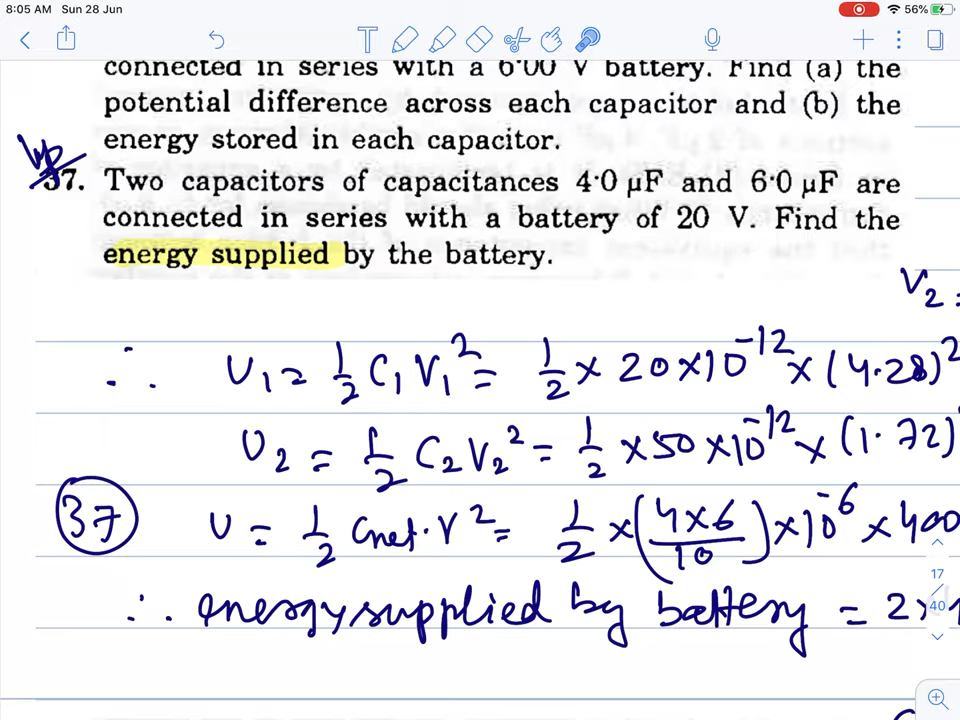 8:05 AM Sun 28 Jun
56%
connected in series with a 6·00 V battery. Find (a) the
potential difference across each capacitor and (b) the
energy stored in each capacitor.
Imp
37. Two capacitors of capacitances 4·0 µF and 6·0 µF are
connected in series with a battery of 20 V. Find the
energy supplied by the battery.
V₂ =
∴ U₁ = 1/2 C₁V₁² = 1/2 × 20×10⁻¹² × (4.28)²
U₂ = 1/2 C₂V₂² = 1/2 × 50×10⁻¹² × (1.72)
37 U = 1/2 Cnet·V² = 1/2 × (4×6/10) × 10⁻⁶ × 400
∴ energy supplied by battery = 2×
17
40